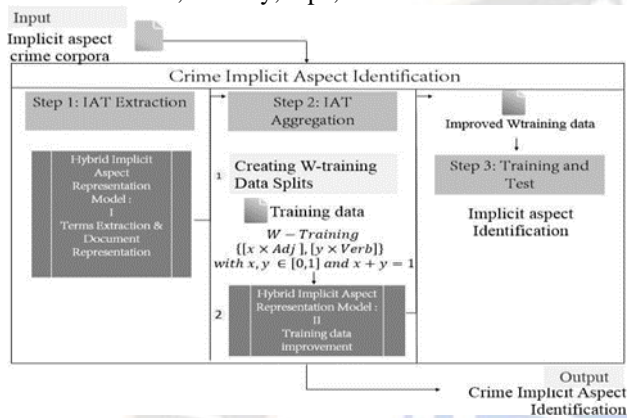 Input
Implicit aspect
crime corpora
Crime Implicit Aspect Identification
Step 1: IAT Extraction
Hybrid Implicit
Aspect
Representation
Model :
I
Terms Extraction &
Document
Representation
Step 2: IAT
Aggregation
1
Creating W-training
Data Splits
Training data
W − Training
{[x × Adj ], [y × Verb]}
with x, y ∈ [0,1] and x + y = 1
2
Hybrid Implicit Aspect
Representation Model :
II
Training data
improvement
Improved Wtraining data
Step 3: Training and
Test
Implicit aspect
Identification
Output
Crime Implicit Aspect
Identification